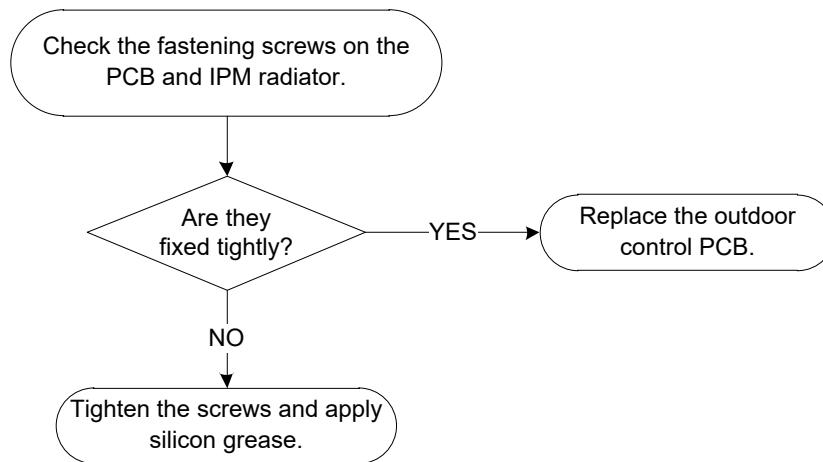 Check the fastening screws on the
PCB and IPM radiator.
Are they
fixed tightly?
YES
Replace the outdoor
control PCB.
NO
Tighten the screws and apply
silicon grease.